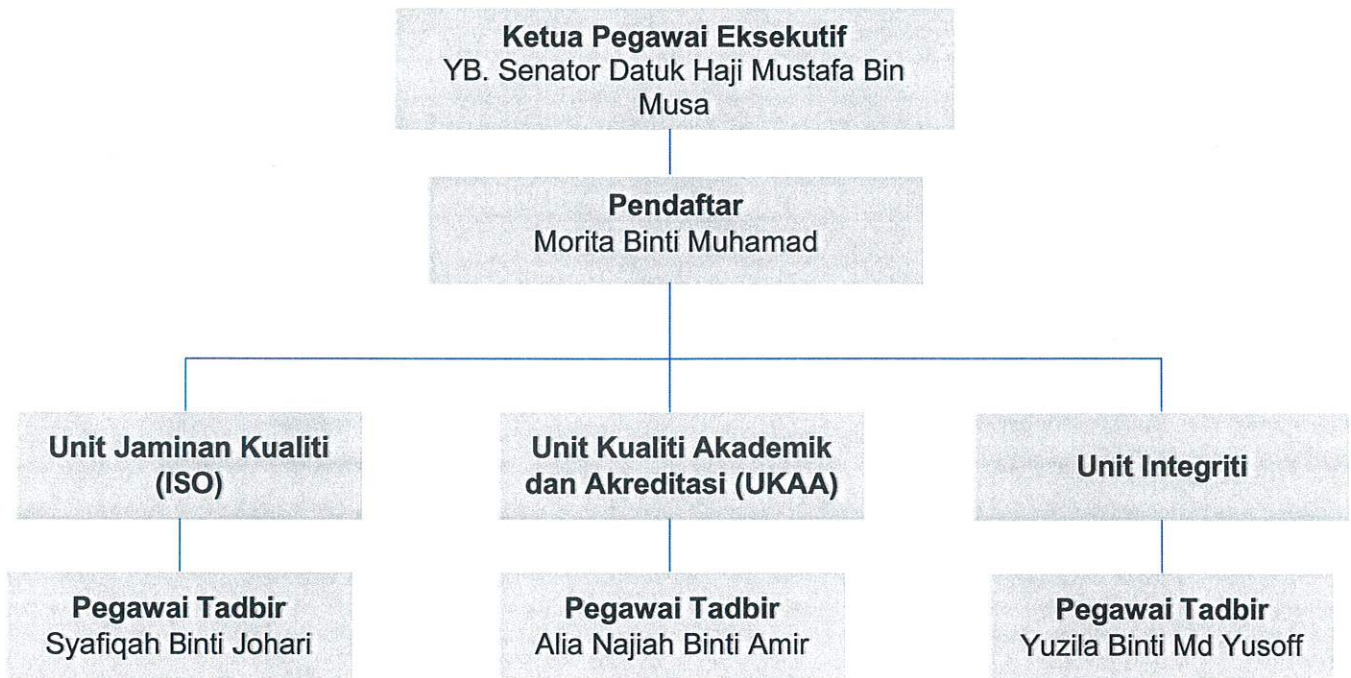 Ketua Pegawai Eksekutif
YB. Senator Datuk Haji Mustafa Bin
Musa
Pendaftar
Morita Binti Muhamad
Unit Jaminan Kualiti
(ISO)
Unit Kualiti Akademik
dan Akreditasi (UKAA)
Unit Integriti
Pegawai Tadbir
Syafiqah Binti Johari
Pegawai Tadbir
Alia Najiah Binti Amir
Pegawai Tadbir
Yuzila Binti Md Yusoff